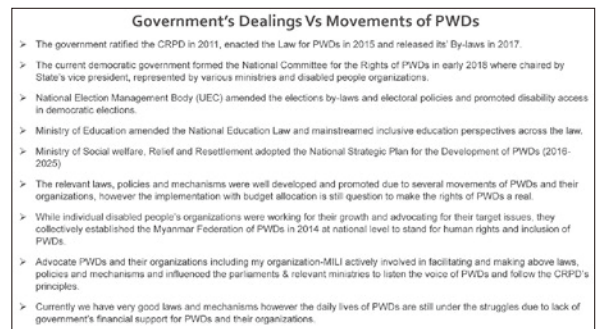 Government's Dealings Vs Movements of PWDs
➤ The government ratified the CRPD in 2011, enacted the Law for PWDs in 2015 and released its' By-laws in 2017.
➤ The current democratic government formed the National Committee for the Rights of PWDs in early 2018 where chaired by
State's vice president, represented by various ministries and disabled people organizations.
➤ National Election Management Body (UEC) amended the elections by-laws and electoral policies and promoted disability access
in democratic elections.
➤ Ministry of Education amended the National Education Law and mainstreamed inclusive education perspectives across the law.
➤ Ministry of Social welfare, Relief and Resettlement adopted the National Strategic Plan for the Development of PWDs (2016-
2025)
➤ The relevant laws, policies and mechanisms were well developed and promoted due to several movements of PWDs and their
organizations, however the implementation with budget allocation is still question to make the rights of PWDs a real.
➤ While individual disabled people's organizations were working for their growth and advocating for their target issues, they
collectively established the Myanmar Federation of PWDs in 2014 at national level to stand for human rights and inclusion of
PWDs.
➤ Advocate PWDs and their organizations including my organization-MILI actively involved in facilitating and making above laws,
policies and mechanisms and influenced the parliaments & relevant ministries to listen the voice of PWDs and follow the CRPD's
principles.
➤ Currently we have very good laws and mechanisms however the daily lives of PWDs are still under the struggles due to lack of
government's financial support for PWDs and their organizations.